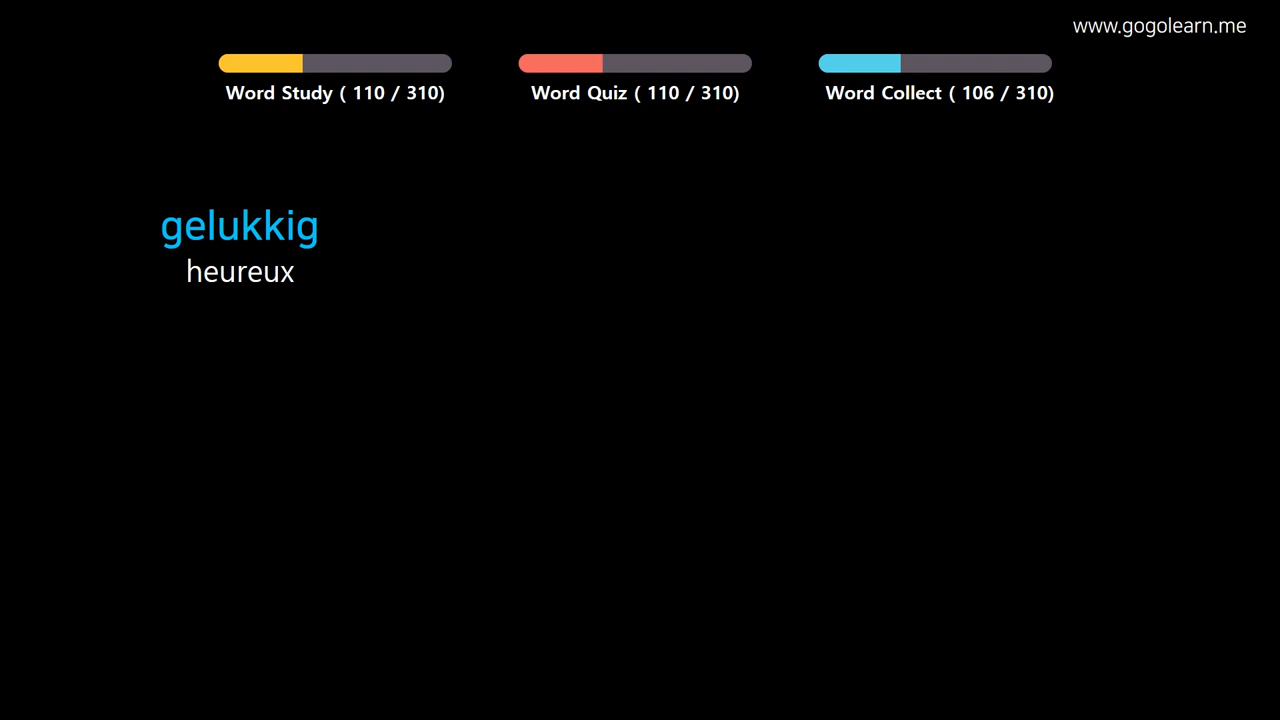 www.gogolearn.me
Word Study ( 110 / 310)
Word Quiz ( 110 / 310)
Word Collect ( 106 / 310)
gelukkig
heureux